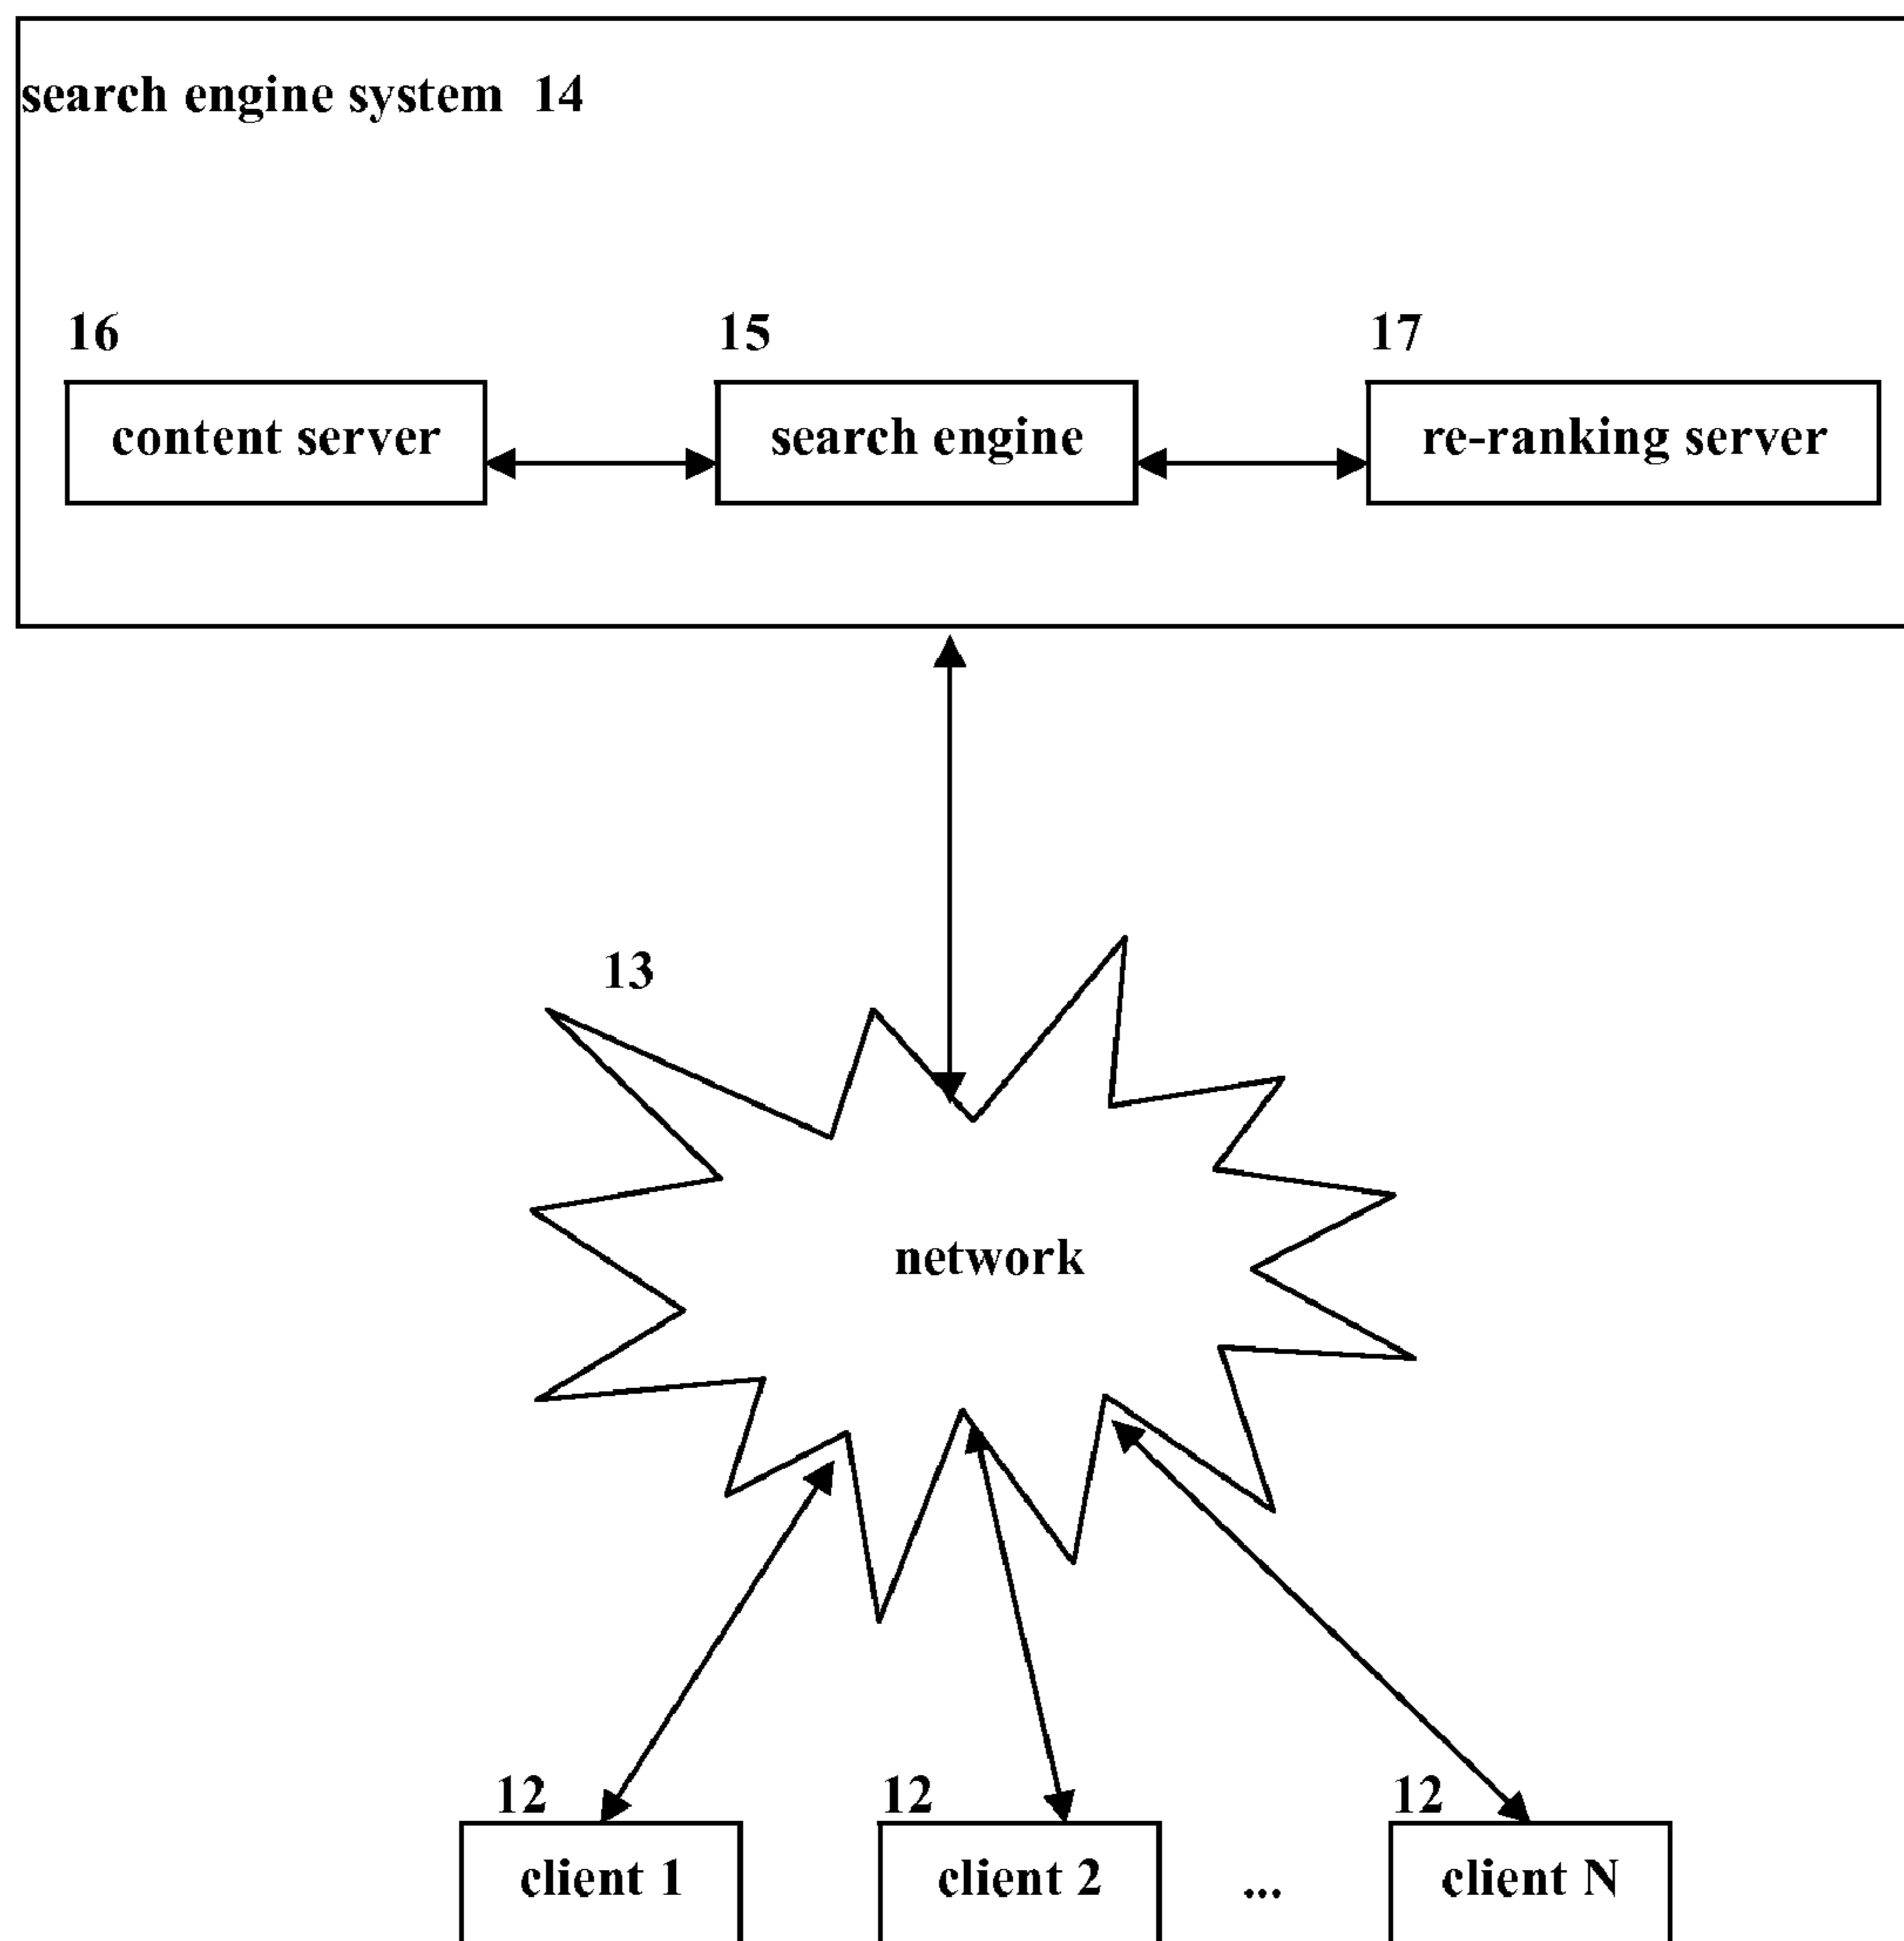 search engine system 14
16 15 17
content server search engine re-ranking server
13
network
12 12 12
client 1 client 2 ... client N